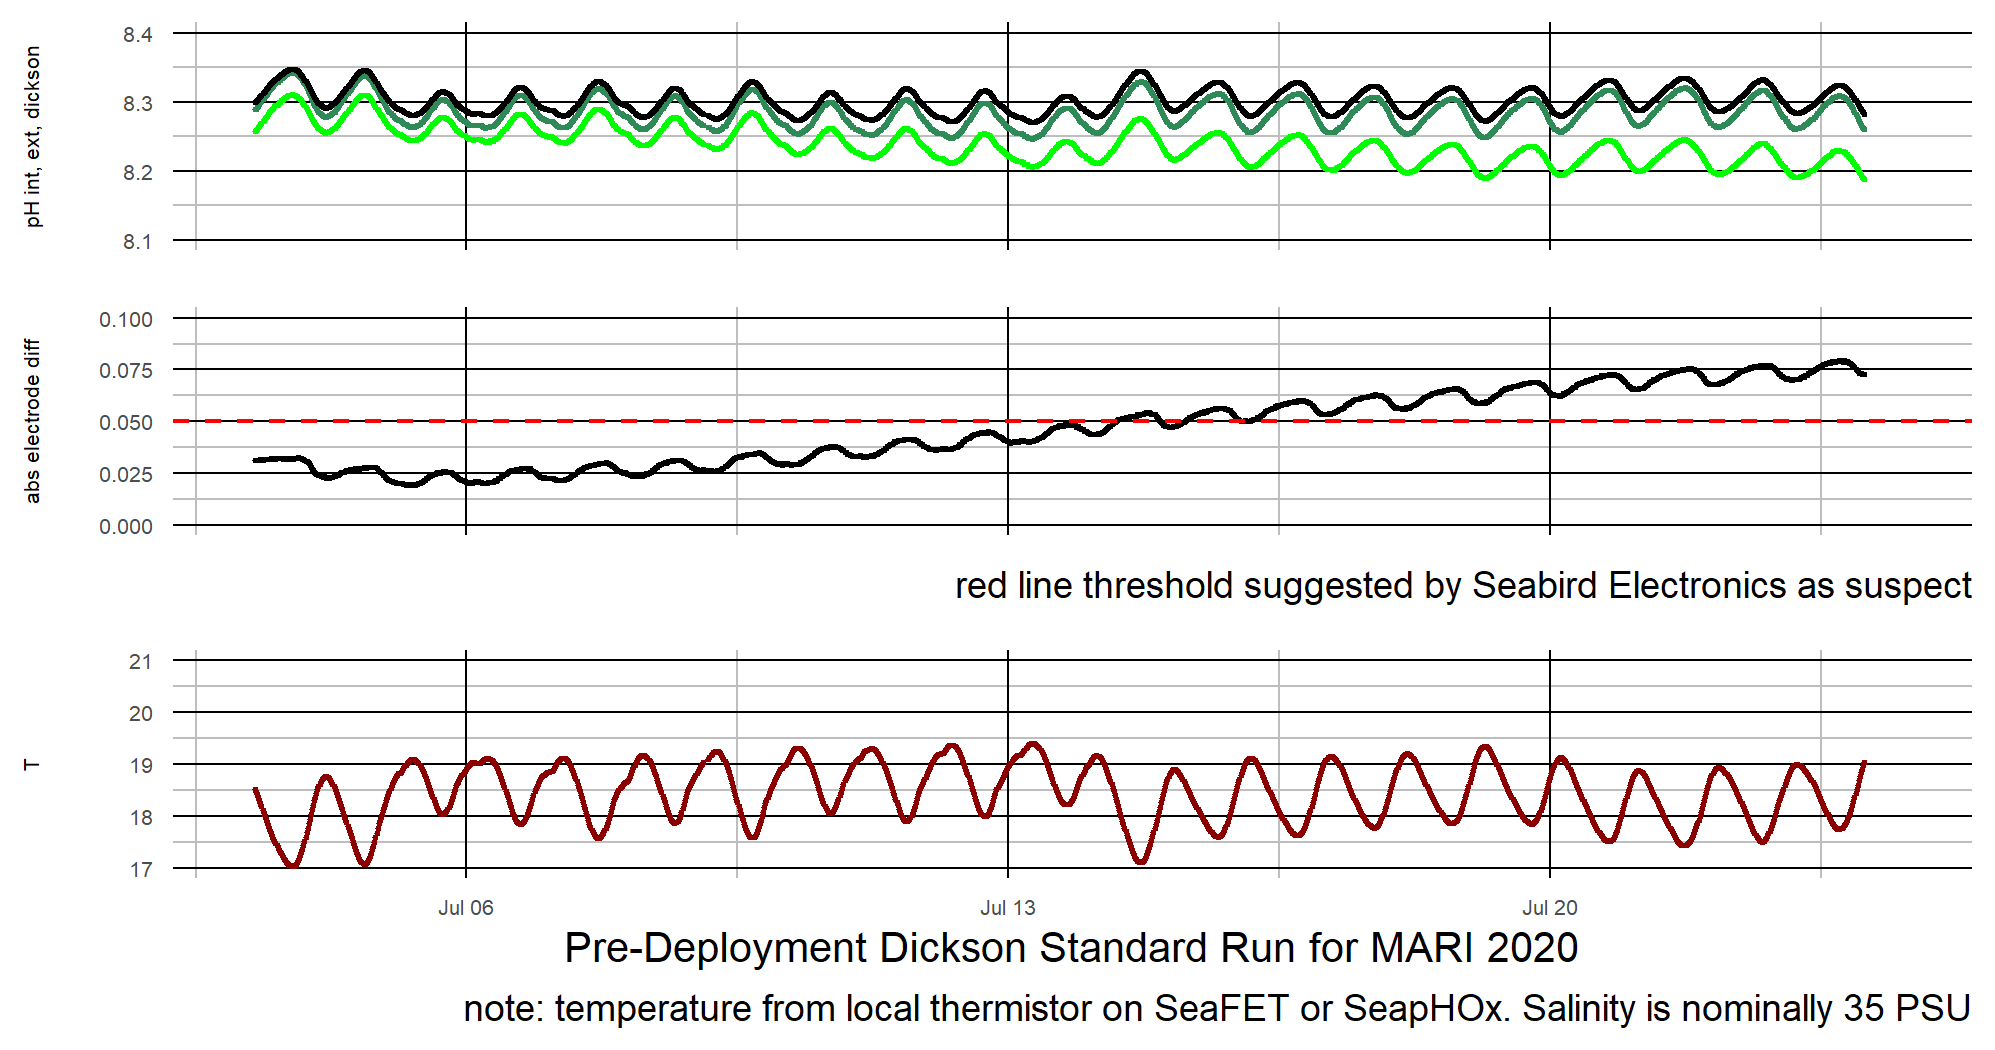 pH int, ext, dickson
8.4
8.3
8.2
8.1
abs electrode diff
0.100
0.075
0.050
0.025
0.000
red line threshold suggested by Seabird Electronics as suspect
T
21
20
19
18
17
Jul 06 Jul 13 Jul 20
Pre-Deployment Dickson Standard Run for MARI 2020
note: temperature from local thermistor on SeaFET or SeapHOx. Salinity is nominally 35 PSU